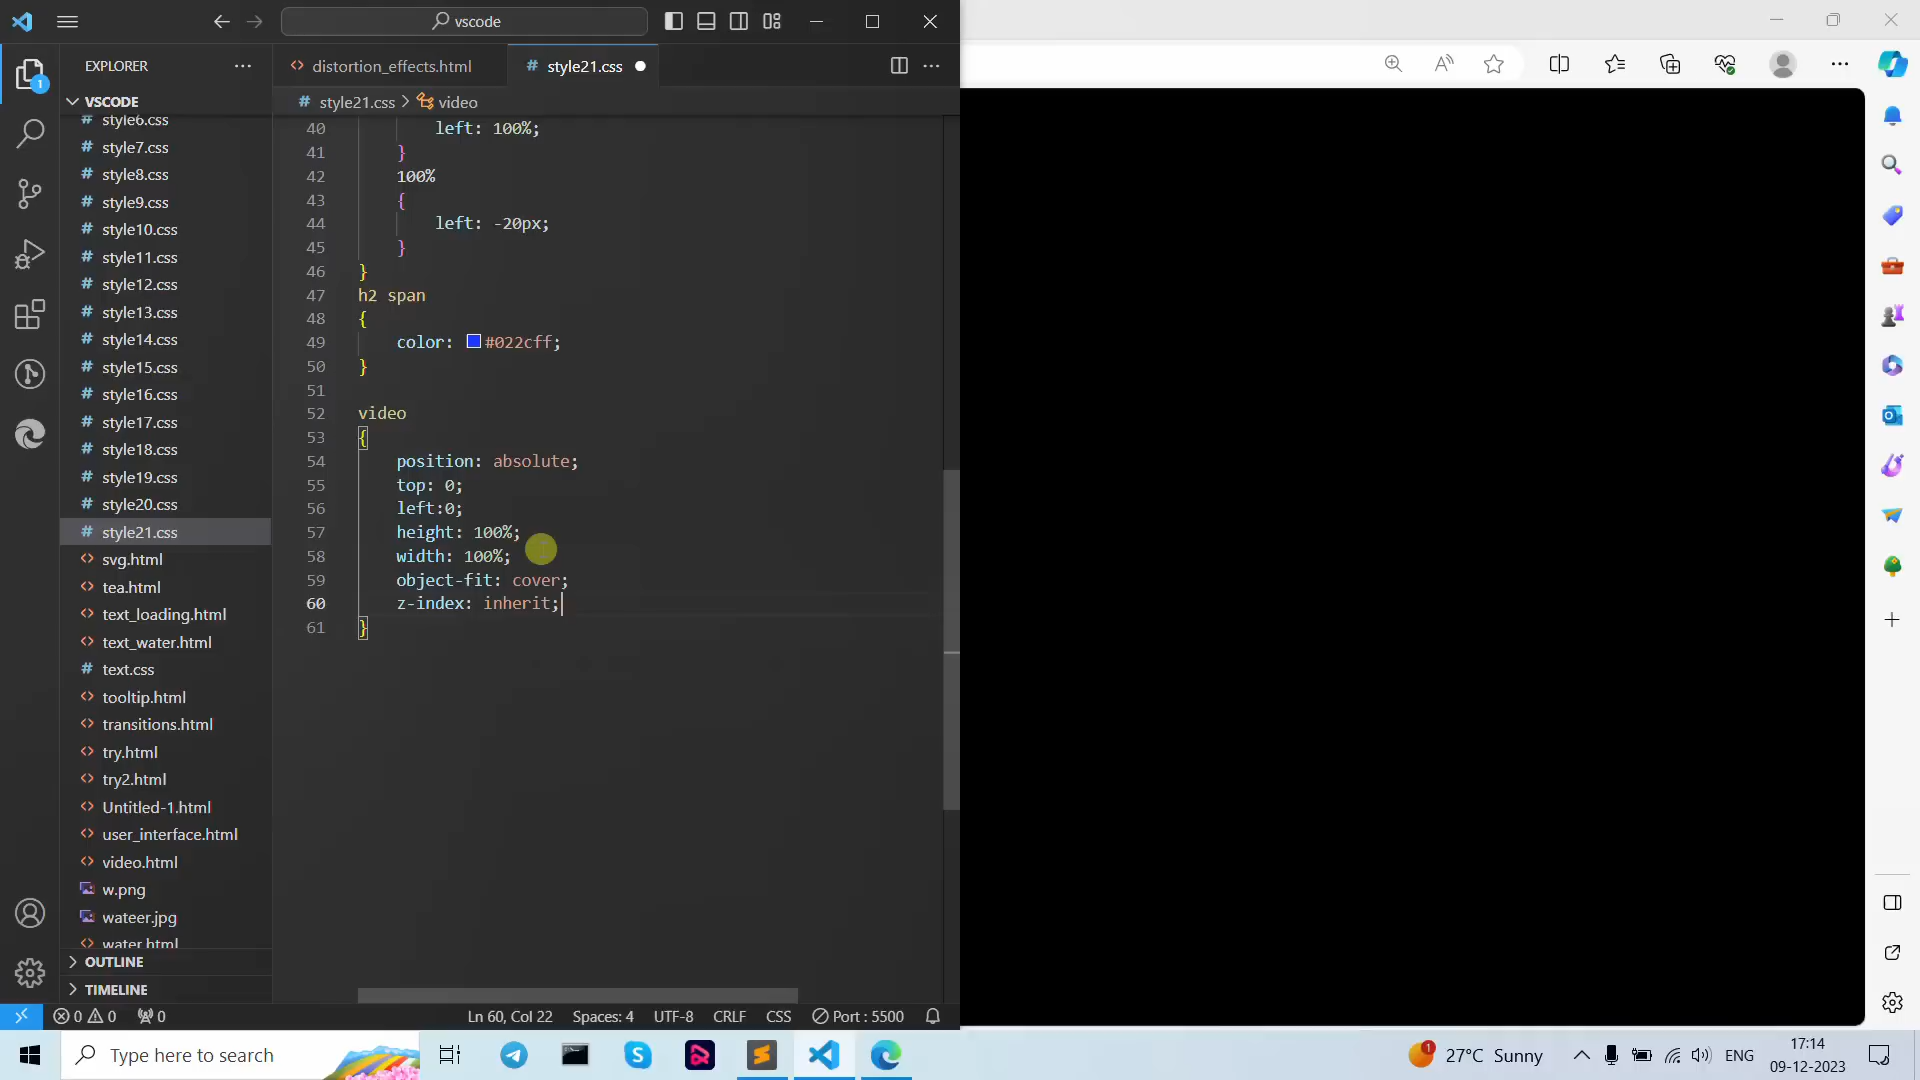 vscode
EXPLORER
distortion_effects.html
style21.css
VSCODE
style21.css
video
style6.css
style7.css
style8.css
style9.css
style10.css
style11.css
style12.css
style13.css
style14.css
style15.css
style16.css
style17.css
style18.css
style19.css
style20.css
style21.css
svg.html
tea.html
text_loading.html
text_water.html
text.css
tooltip.html
transitions.html
try.html
try2.html
Untitled-1.html
user_interface.html
video.html
w.png
wateer.jpg
water.html
OUTLINE
TIMELINE
40 left: 100%;
41 }
42 100%
43 {
44 left: -20px;
45 }
46 }
47 h2 span
48 {
49 color: #022cff;
50 }
51
52 video
53 {
54 position: absolute;
55 top: 0;
56 left:0;
57 height: 100%;
58 width: 100%;
59 object-fit: cover;
60 z-index: inherit;
61 }
0 0 0 Ln 60, Col 22 Spaces: 4 UTF-8 CRLF CSS Port : 5500
Type here to search
1 27°C Sunny ENG 17:14
09-12-2023